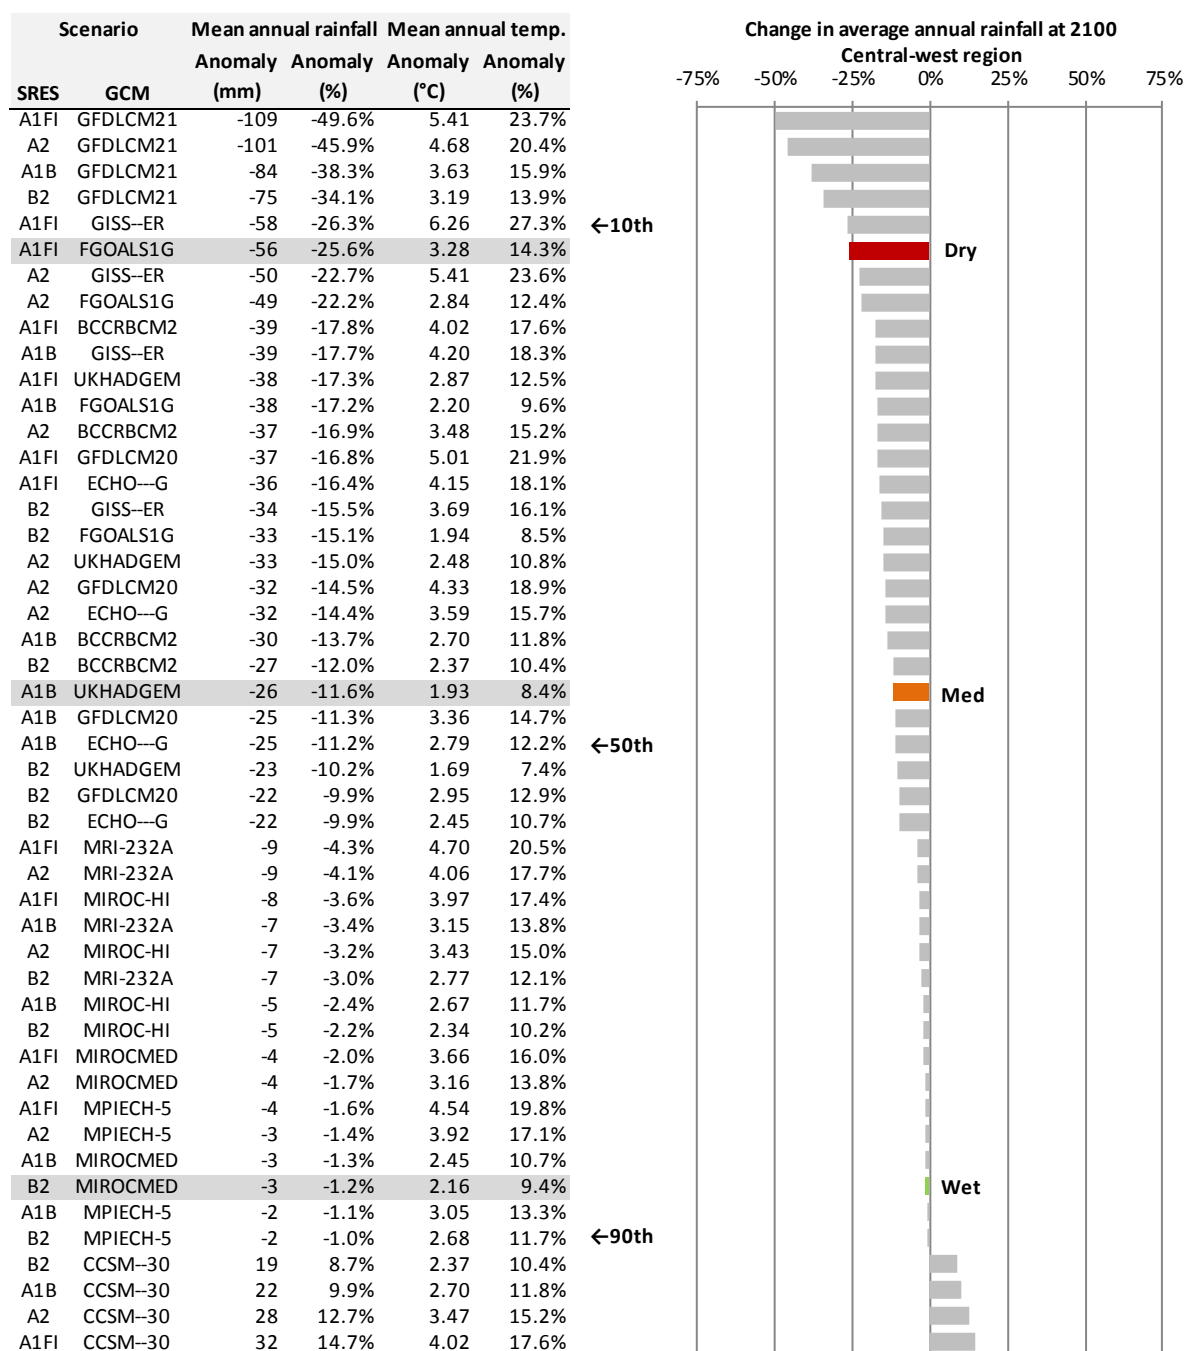 Scenario Mean annual rainfall Mean annual temp. Change in average annual rainfall at 2100
Anomaly Anomaly Anomaly Anomaly Central-west region
SRES GCM (mm) (%) (°C) (%) -75% -50% -25% 0% 25% 50% 75%
A1FI GFDLCM21 -109 -49.6% 5.41 23.7%
A2 GFDLCM21 -101 -45.9% 4.68 20.4%
A1B GFDLCM21 -84 -38.3% 3.63 15.9%
B2 GFDLCM21 -75 -34.1% 3.19 13.9%
A1FI GISS--ER -58 -26.3% 6.26 27.3% ←10th
A1FI FGOALS1G -56 -25.6% 3.28 14.3% Dry
A2 GISS--ER -50 -22.7% 5.41 23.6%
A2 FGOALS1G -49 -22.2% 2.84 12.4%
A1FI BCCRBCM2 -39 -17.8% 4.02 17.6%
A1B GISS--ER -39 -17.7% 4.20 18.3%
A1FI UKHADGEM -38 -17.3% 2.87 12.5%
A1B FGOALS1G -38 -17.2% 2.20 9.6%
A2 BCCRBCM2 -37 -16.9% 3.48 15.2%
A1FI GFDLCM20 -37 -16.8% 5.01 21.9%
A1FI ECHO---G -36 -16.4% 4.15 18.1%
B2 GISS--ER -34 -15.5% 3.69 16.1%
B2 FGOALS1G -33 -15.1% 1.94 8.5%
A2 UKHADGEM -33 -15.0% 2.48 10.8%
A2 GFDLCM20 -32 -14.5% 4.33 18.9%
A2 ECHO---G -32 -14.4% 3.59 15.7%
A1B BCCRBCM2 -30 -13.7% 2.70 11.8%
B2 BCCRBCM2 -27 -12.0% 2.37 10.4%
A1B UKHADGEM -26 -11.6% 1.93 8.4% Med
A1B GFDLCM20 -25 -11.3% 3.36 14.7%
A1B ECHO---G -25 -11.2% 2.79 12.2% ←50th
B2 UKHADGEM -23 -10.2% 1.69 7.4%
B2 GFDLCM20 -22 -9.9% 2.95 12.9%
B2 ECHO---G -22 -9.9% 2.45 10.7%
A1FI MRI-232A -9 -4.3% 4.70 20.5%
A2 MRI-232A -9 -4.1% 4.06 17.7%
A1FI MIROC-HI -8 -3.6% 3.97 17.4%
A1B MRI-232A -7 -3.4% 3.15 13.8%
A2 MIROC-HI -7 -3.2% 3.43 15.0%
B2 MRI-232A -7 -3.0% 2.77 12.1%
A1B MIROC-HI -5 -2.4% 2.67 11.7%
B2 MIROC-HI -5 -2.2% 2.34 10.2%
A1FI MIROCMED -4 -2.0% 3.66 16.0%
A2 MIROCMED -4 -1.7% 3.16 13.8%
A1FI MPIECH-5 -4 -1.6% 4.54 19.8%
A2 MPIECH-5 -3 -1.4% 3.92 17.1%
A1B MIROCMED -3 -1.3% 2.45 10.7%
B2 MIROCMED -3 -1.2% 2.16 9.4% Wet
A1B MPIECH-5 -2 -1.1% 3.05 13.3%
B2 MPIECH-5 -2 -1.0% 2.68 11.7% ←90th
B2 CCSM--30 19 8.7% 2.37 10.4%
A1B CCSM--30 22 9.9% 2.70 11.8%
A2 CCSM--30 28 12.7% 3.47 15.2%
A1FI CCSM--30 32 14.7% 4.02 17.6%